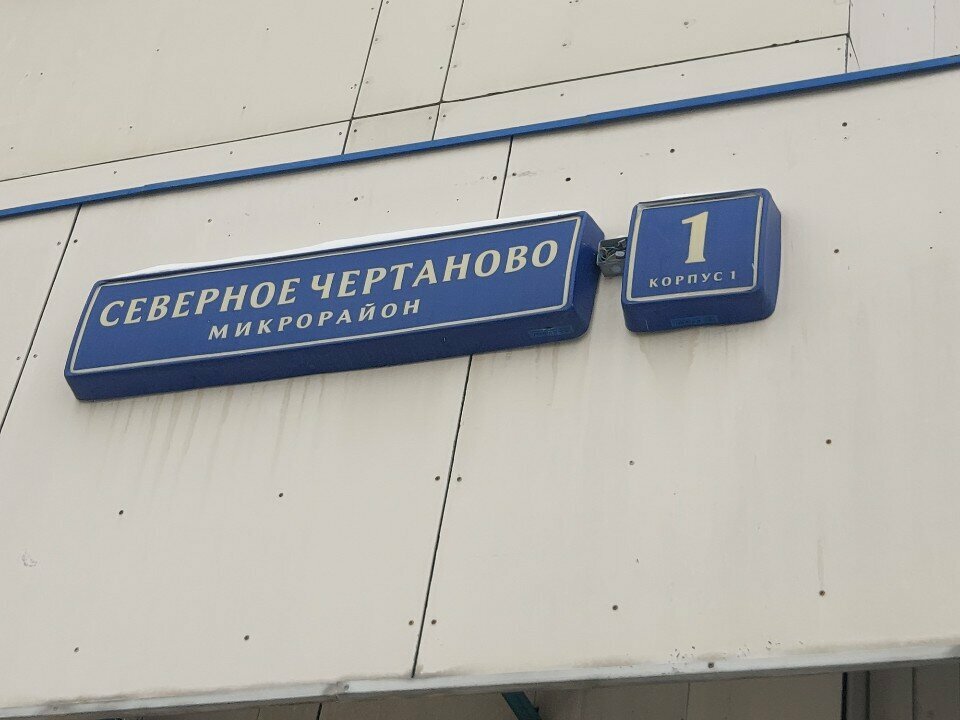 СЕВЕРНОЕ ЧЕРТАНОВО
МИКРОРАЙОН
1
КОРПУС 1